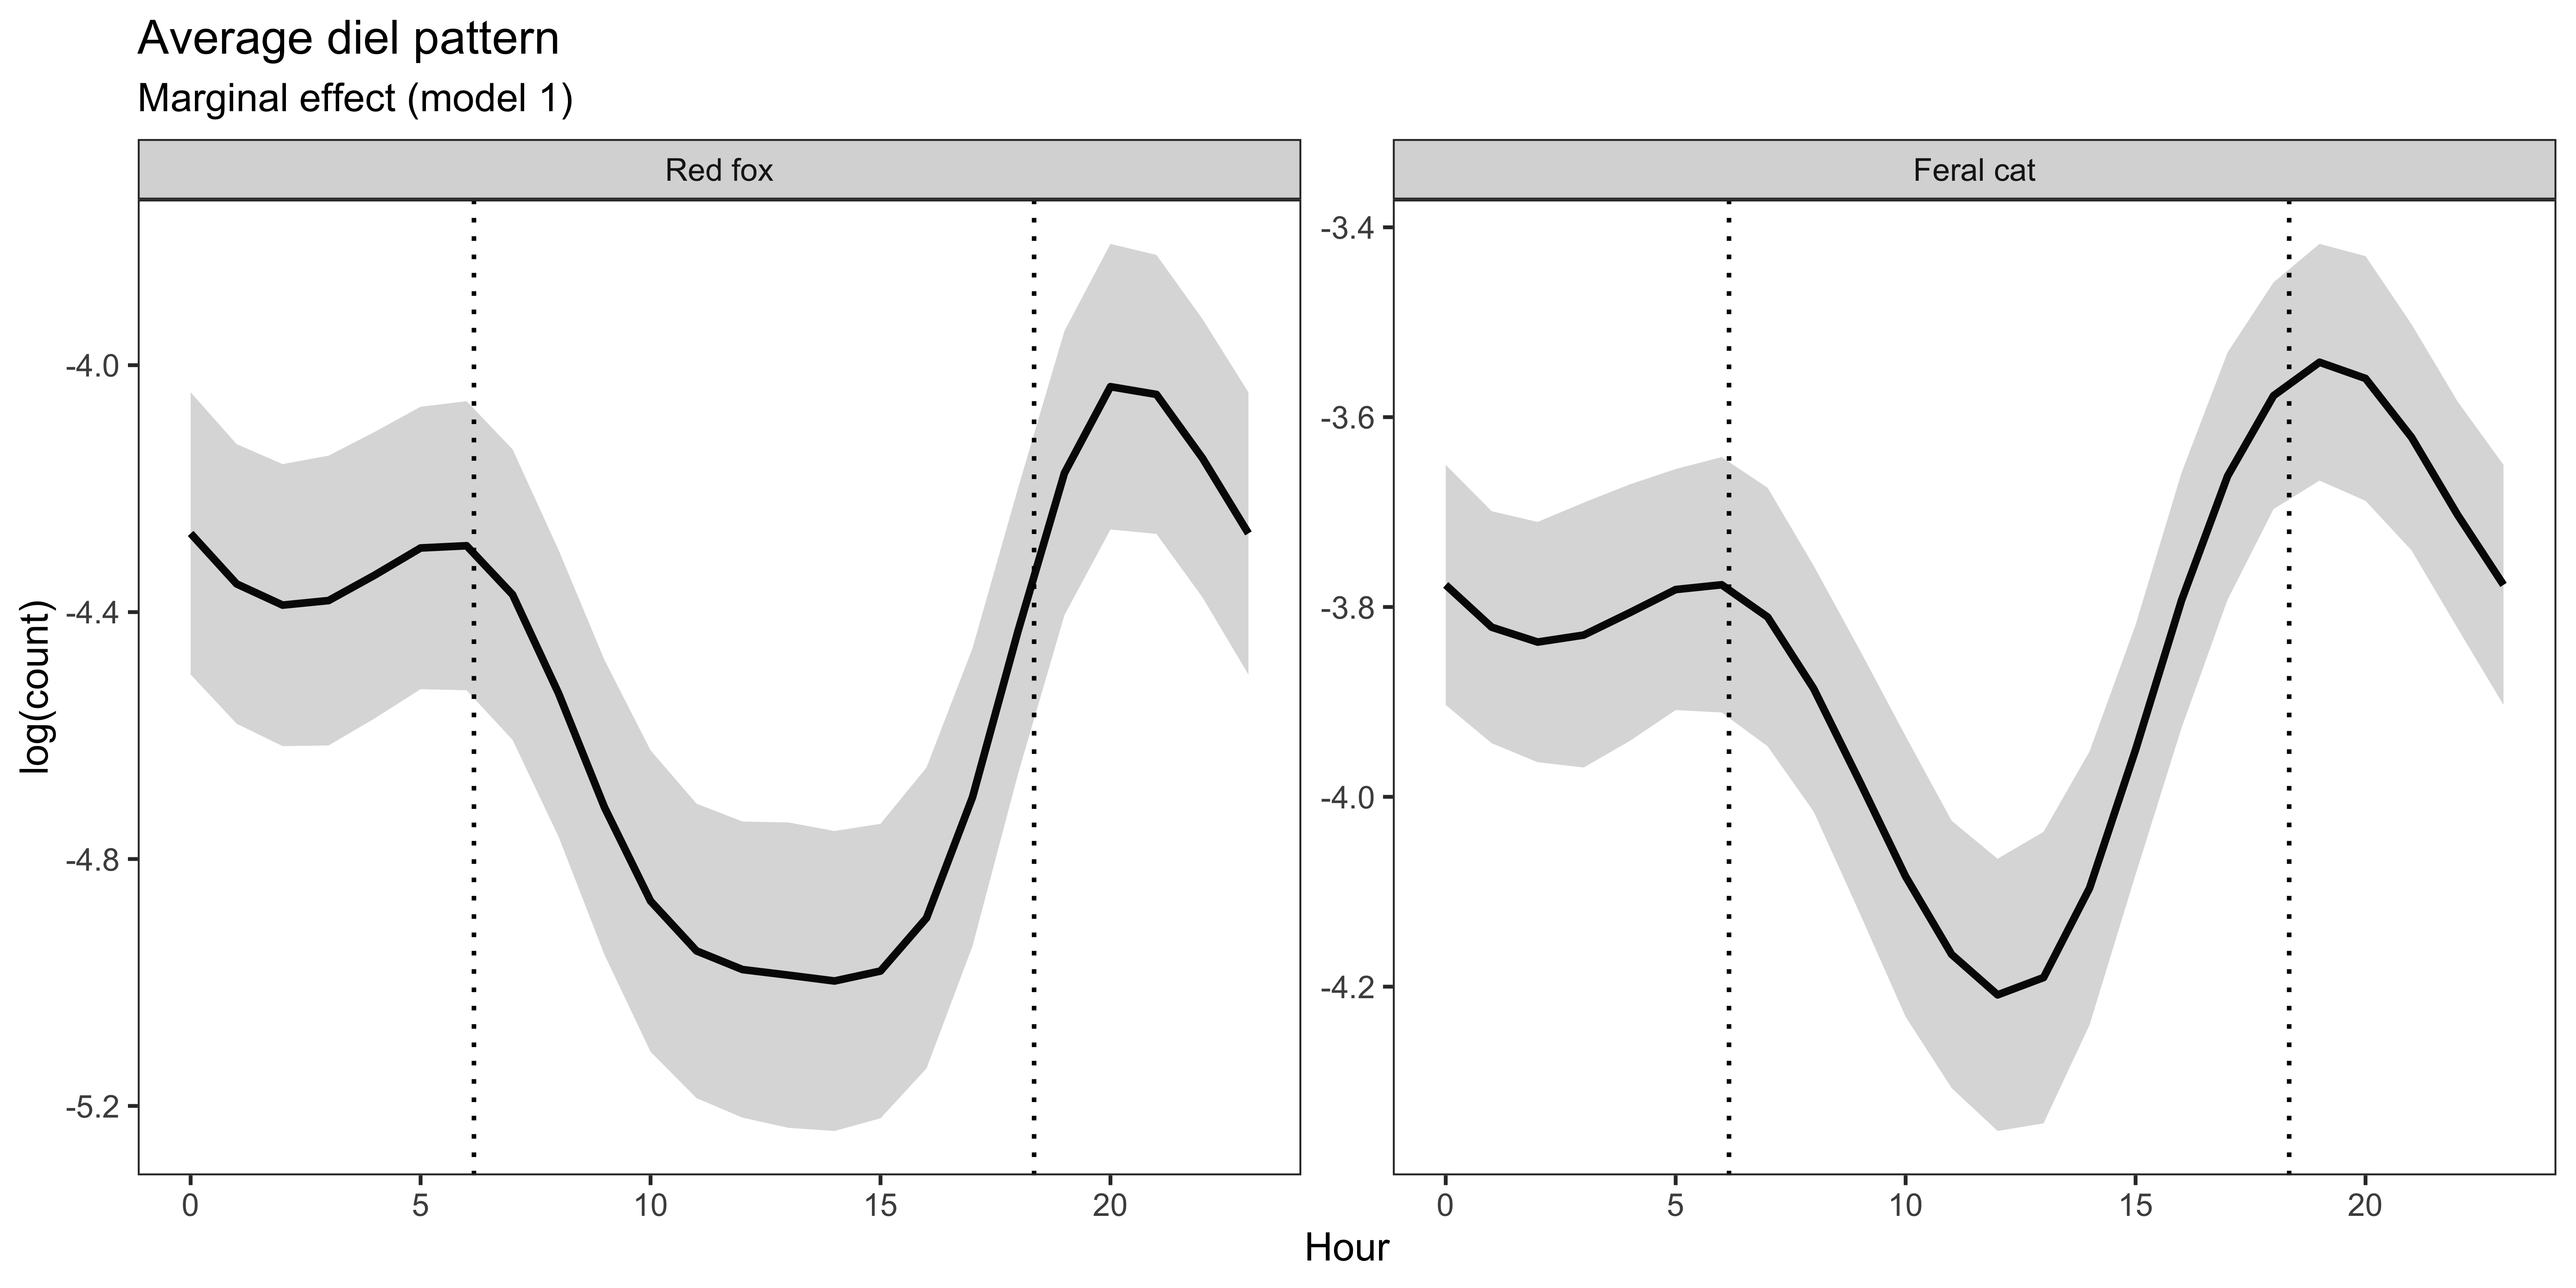 Average diel pattern
Marginal effect (model 1)
Red fox
Feral cat
log(count)
-4.0
-4.4
-4.8
-5.2
-3.4
-3.6
-3.8
-4.0
-4.2
0 5 10 15 20
0 5 10 15 20
Hour